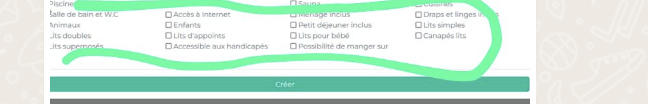 Piscine Sauna Cuisines
Salle de bain et W.C Accès à Internet Ménage inclus Draps et linges inclus
Animaux Enfants Petit déjeuner inclus Lits simples
Lits doubles Lits d'appoints Lits pour bébé Canapés lits
Lits superposés Accessible aux handicapés Possibilité de manger sur
Créer